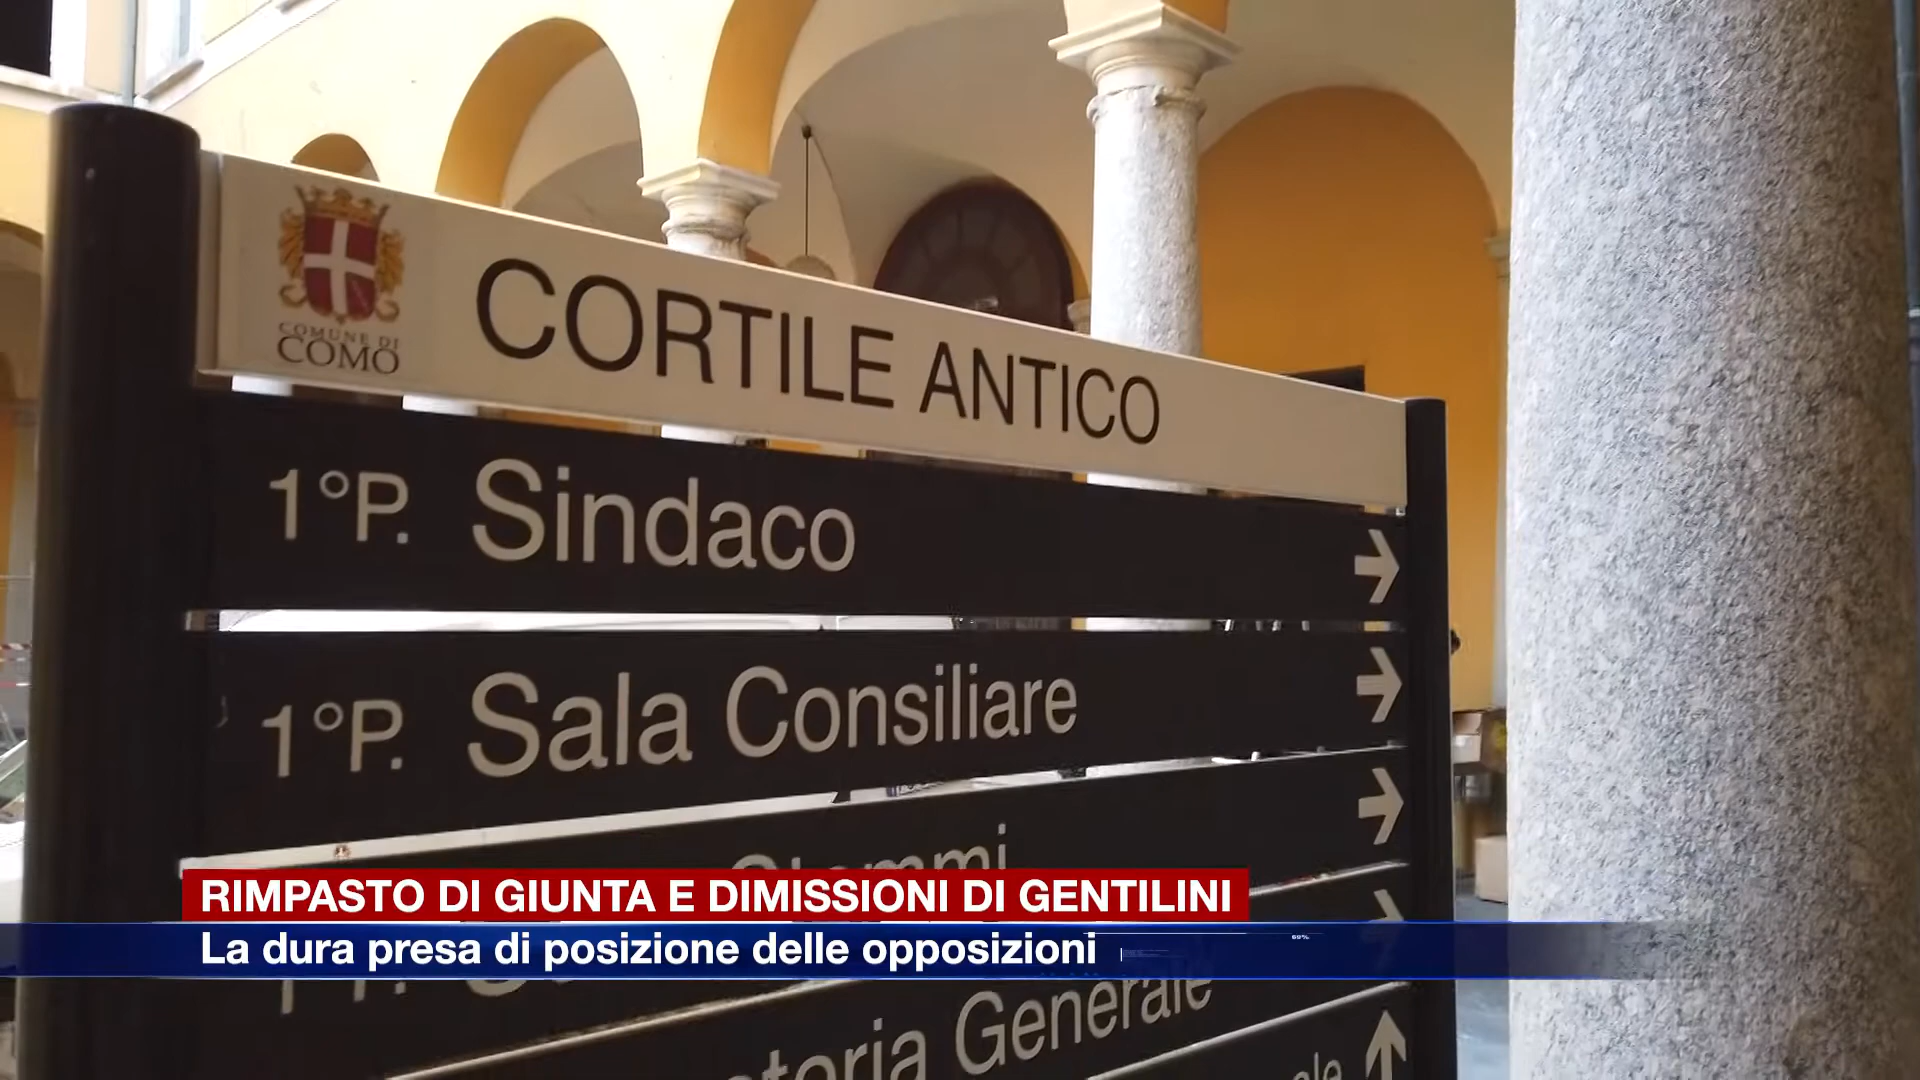 COMUNE DI
COMO
CORTILE ANTICO
1°P. Sindaco
1°P. Sala Consiliare
RIMPASTO DI GIUNTA E DIMISSIONI DI GENTILINI
La dura presa di posizione delle opposizioni
Generale